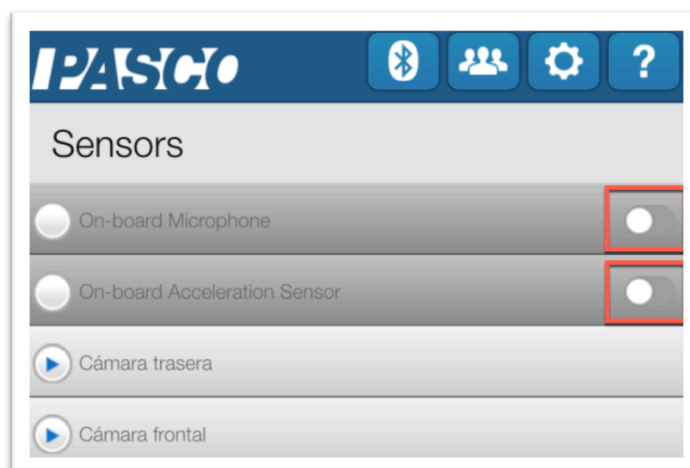 PASCO
?
Sensors
On-board Microphone
On-board Acceleration Sensor
Cámara trasera
Cámara frontal